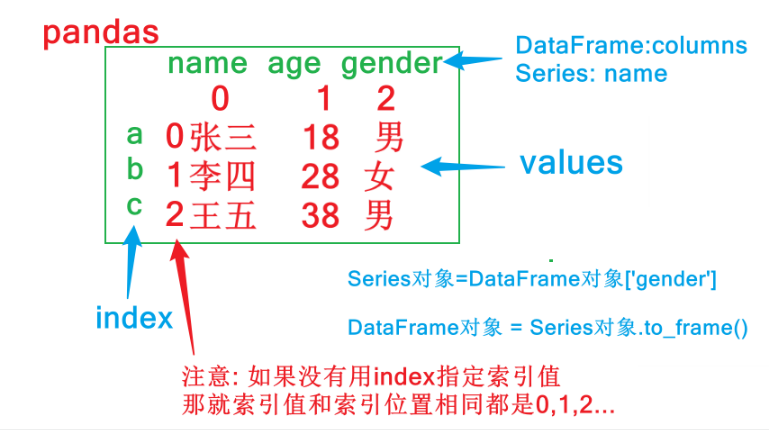 pandas
name age gender
DataFrame:columns
Series: name
0 1 2
a 0 张三 18 男
b 1 李四 28 女
c 2 王五 38 男
values
index
Series对象=DataFrame对象['gender']
DataFrame对象 = Series对象.to_frame()
注意: 如果没有用index指定索引值
那就索引值和索引位置相同都是0,1,2...